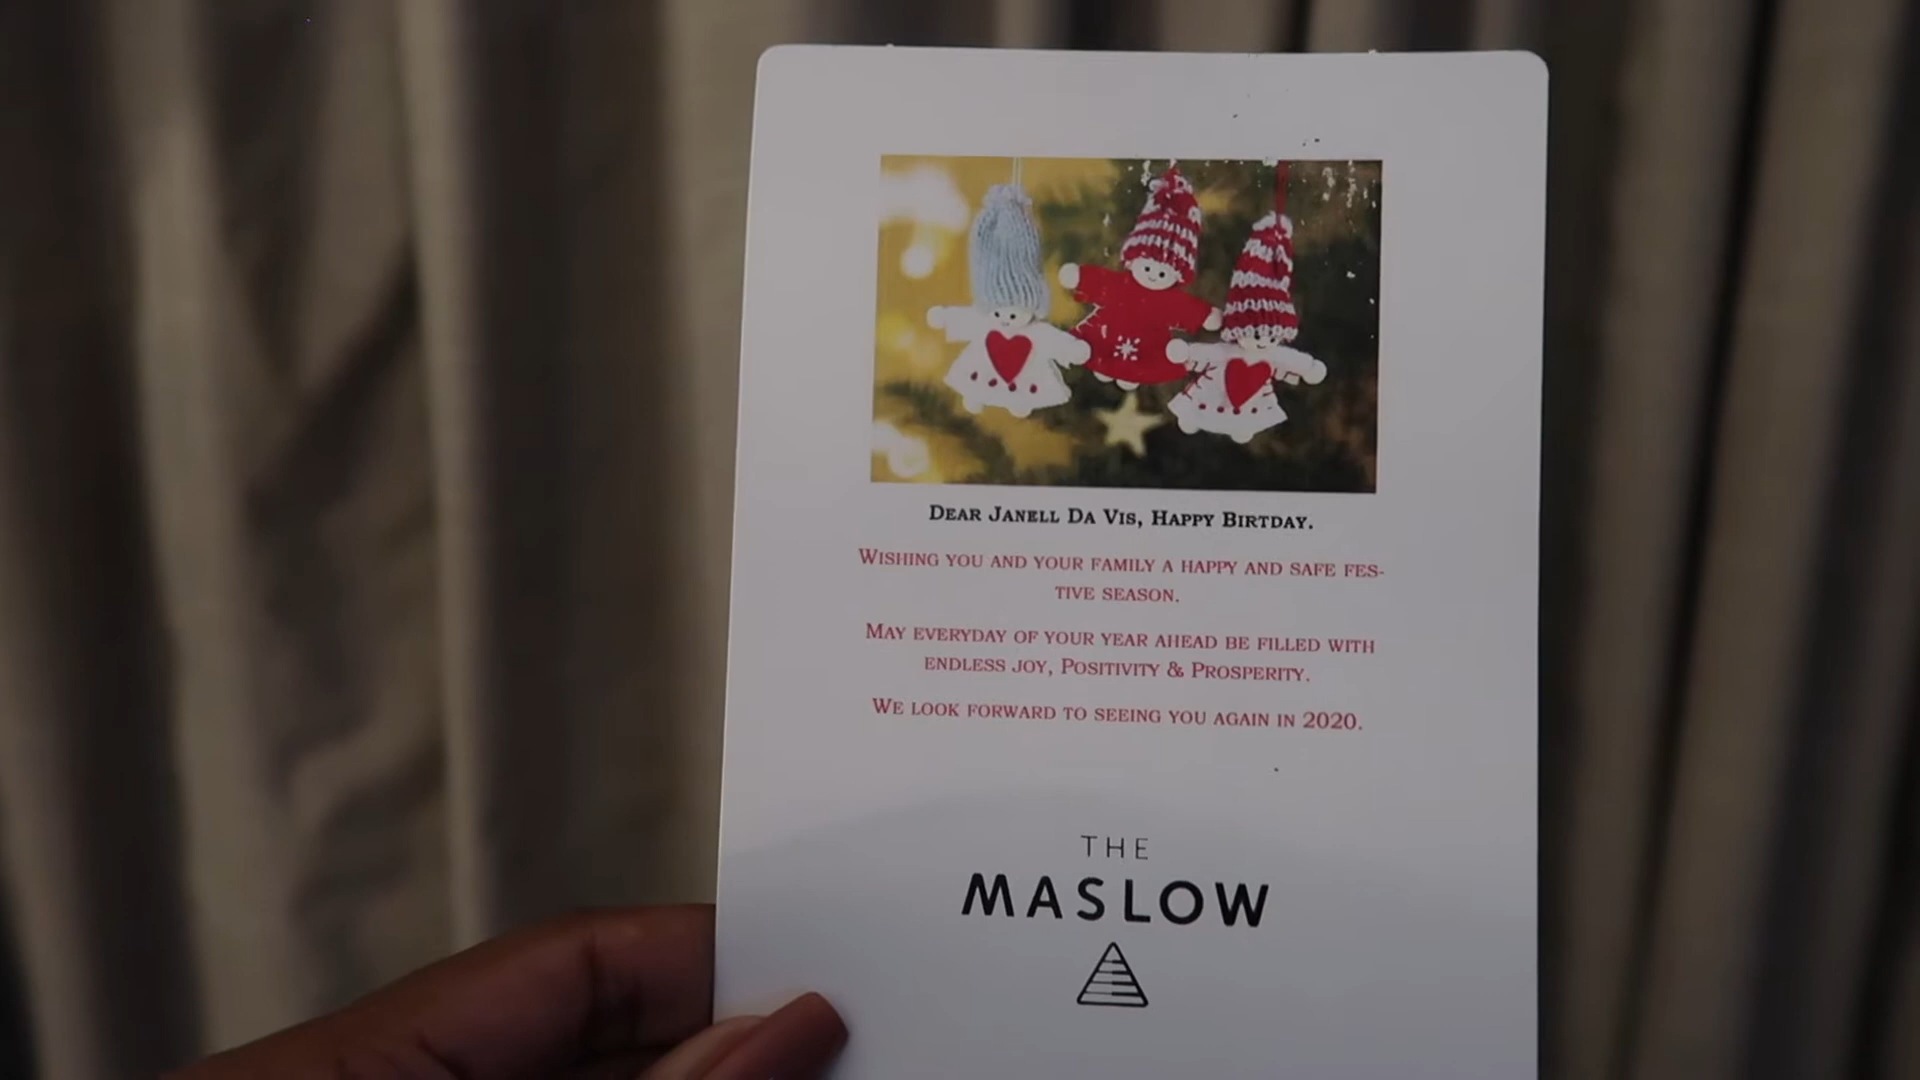 Dear Janell Da Vis, Happy Birtday.
Wishing you and your family a happy and safe fes-
tive season.
May everyday of your year ahead be filled with
endless joy, Positivity & Prosperity.
We look forward to seeing you again in 2020.
THE
MASLOW